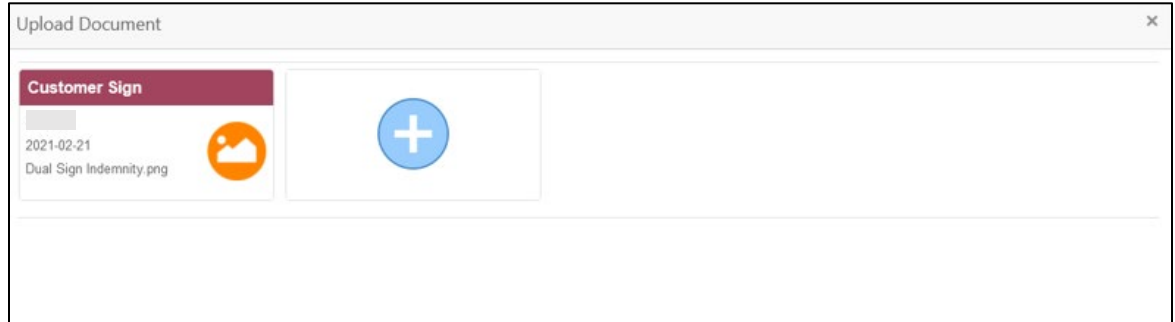 Upload Document
×
Customer Sign
2021-02-21
Dual Sign Indemnity.png